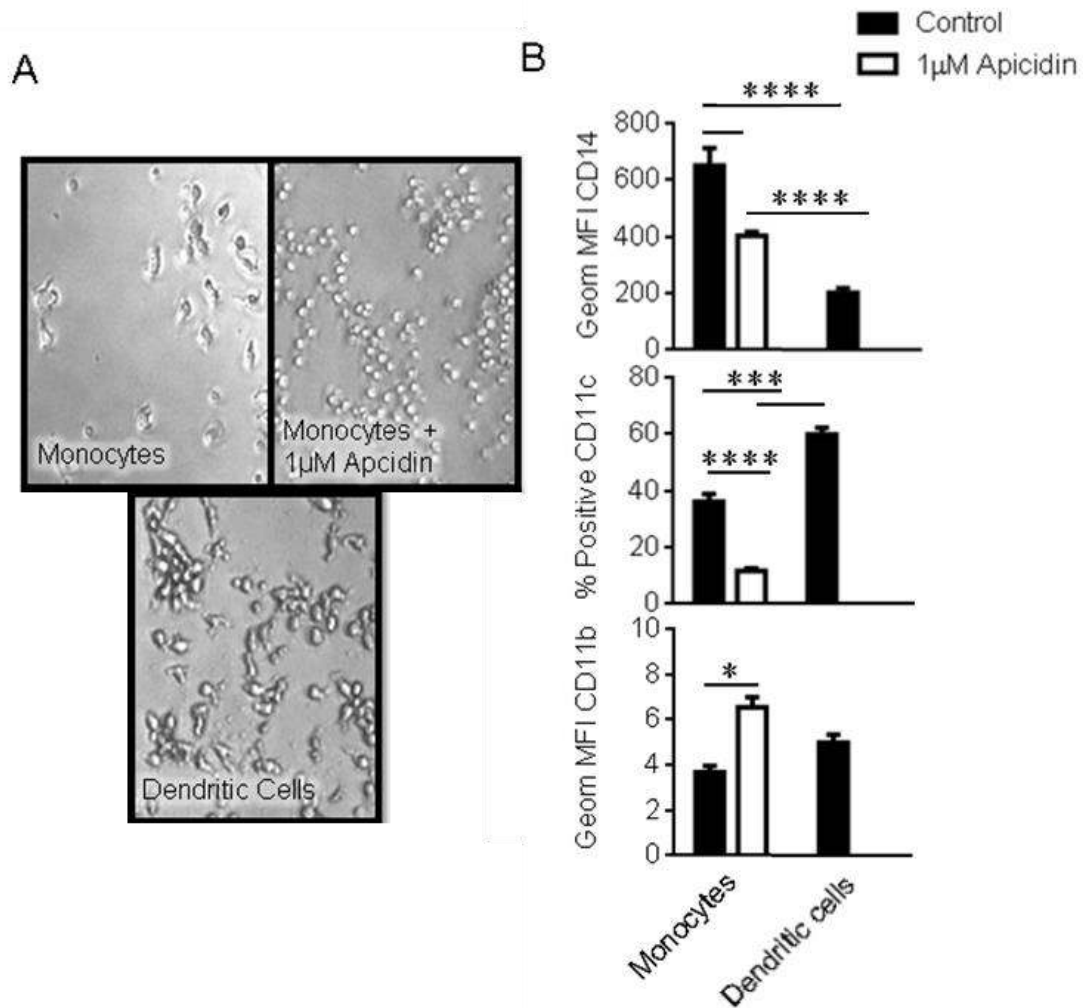 A
Monocytes
Monocytes +
1µM Apcidin
Dendritic Cells
B
Control
1µM Apicidin
****
****
Geom MFI CD14
800
600
400
200
0
***
****
% Positive CD11c
80
60
40
20
0
*
Geom MFI CD11b
10
8
6
4
2
0
Monocytes
Dendritic cells